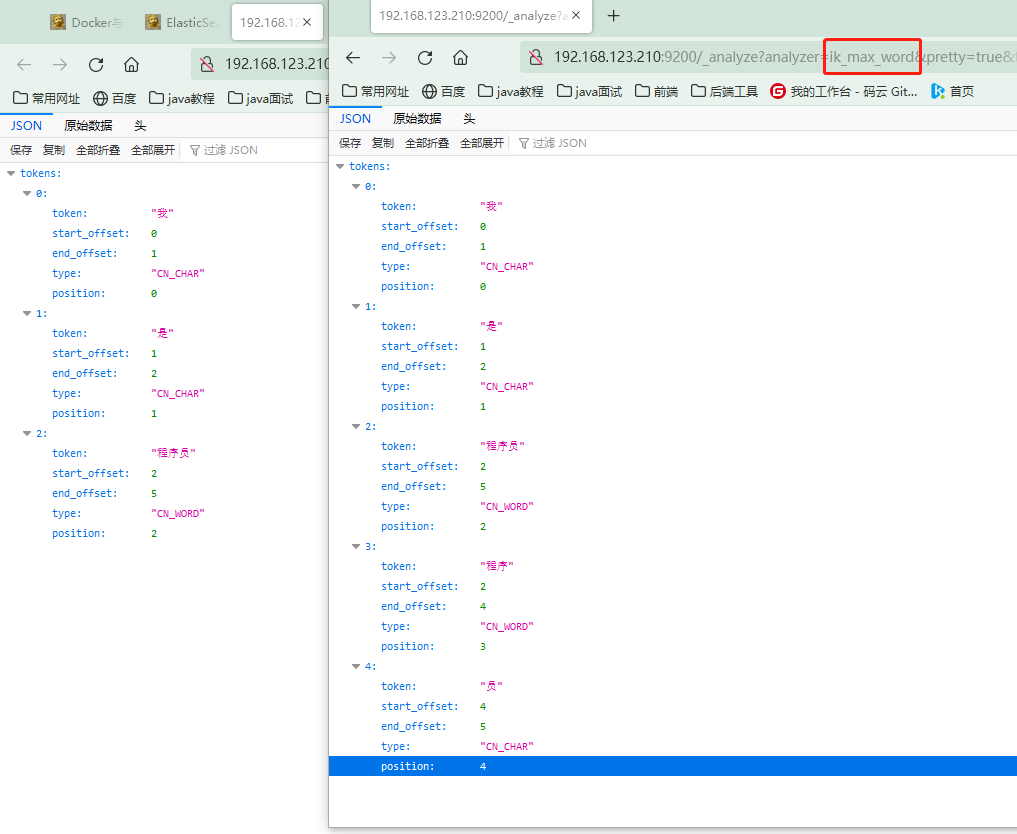 Docker与
ElasticSe
192.168.12
192.168.123.210
常用网址 百度 java教程 java面试
JSON 原始数据 头
保存 复制 全部折叠 全部展开 过滤 JSON
tokens:
0:
token: "我"
start_offset: 0
end_offset: 1
type: "CN_CHAR"
position: 0
1:
token: "是"
start_offset: 1
end_offset: 2
type: "CN_CHAR"
position: 1
2:
token: "程序员"
start_offset: 2
end_offset: 5
type: "CN_WORD"
position: 2
192.168.123.210:9200/_analyze?a
192.168.123.210:9200/_analyze?analyzer=ik_max_word&pretty=true&
常用网址 百度 java教程 java面试 前端 后端工具 我的工作台 - 码云 Git... 首页
JSON 原始数据 头
保存 复制 全部折叠 全部展开 过滤 JSON
tokens:
0:
token: "我"
start_offset: 0
end_offset: 1
type: "CN_CHAR"
position: 0
1:
token: "是"
start_offset: 1
end_offset: 2
type: "CN_CHAR"
position: 1
2:
token: "程序员"
start_offset: 2
end_offset: 5
type: "CN_WORD"
position: 2
3:
token: "程序"
start_offset: 2
end_offset: 4
type: "CN_WORD"
position: 3
4:
token: "员"
start_offset: 4
end_offset: 5
type: "CN_CHAR"
position: 4